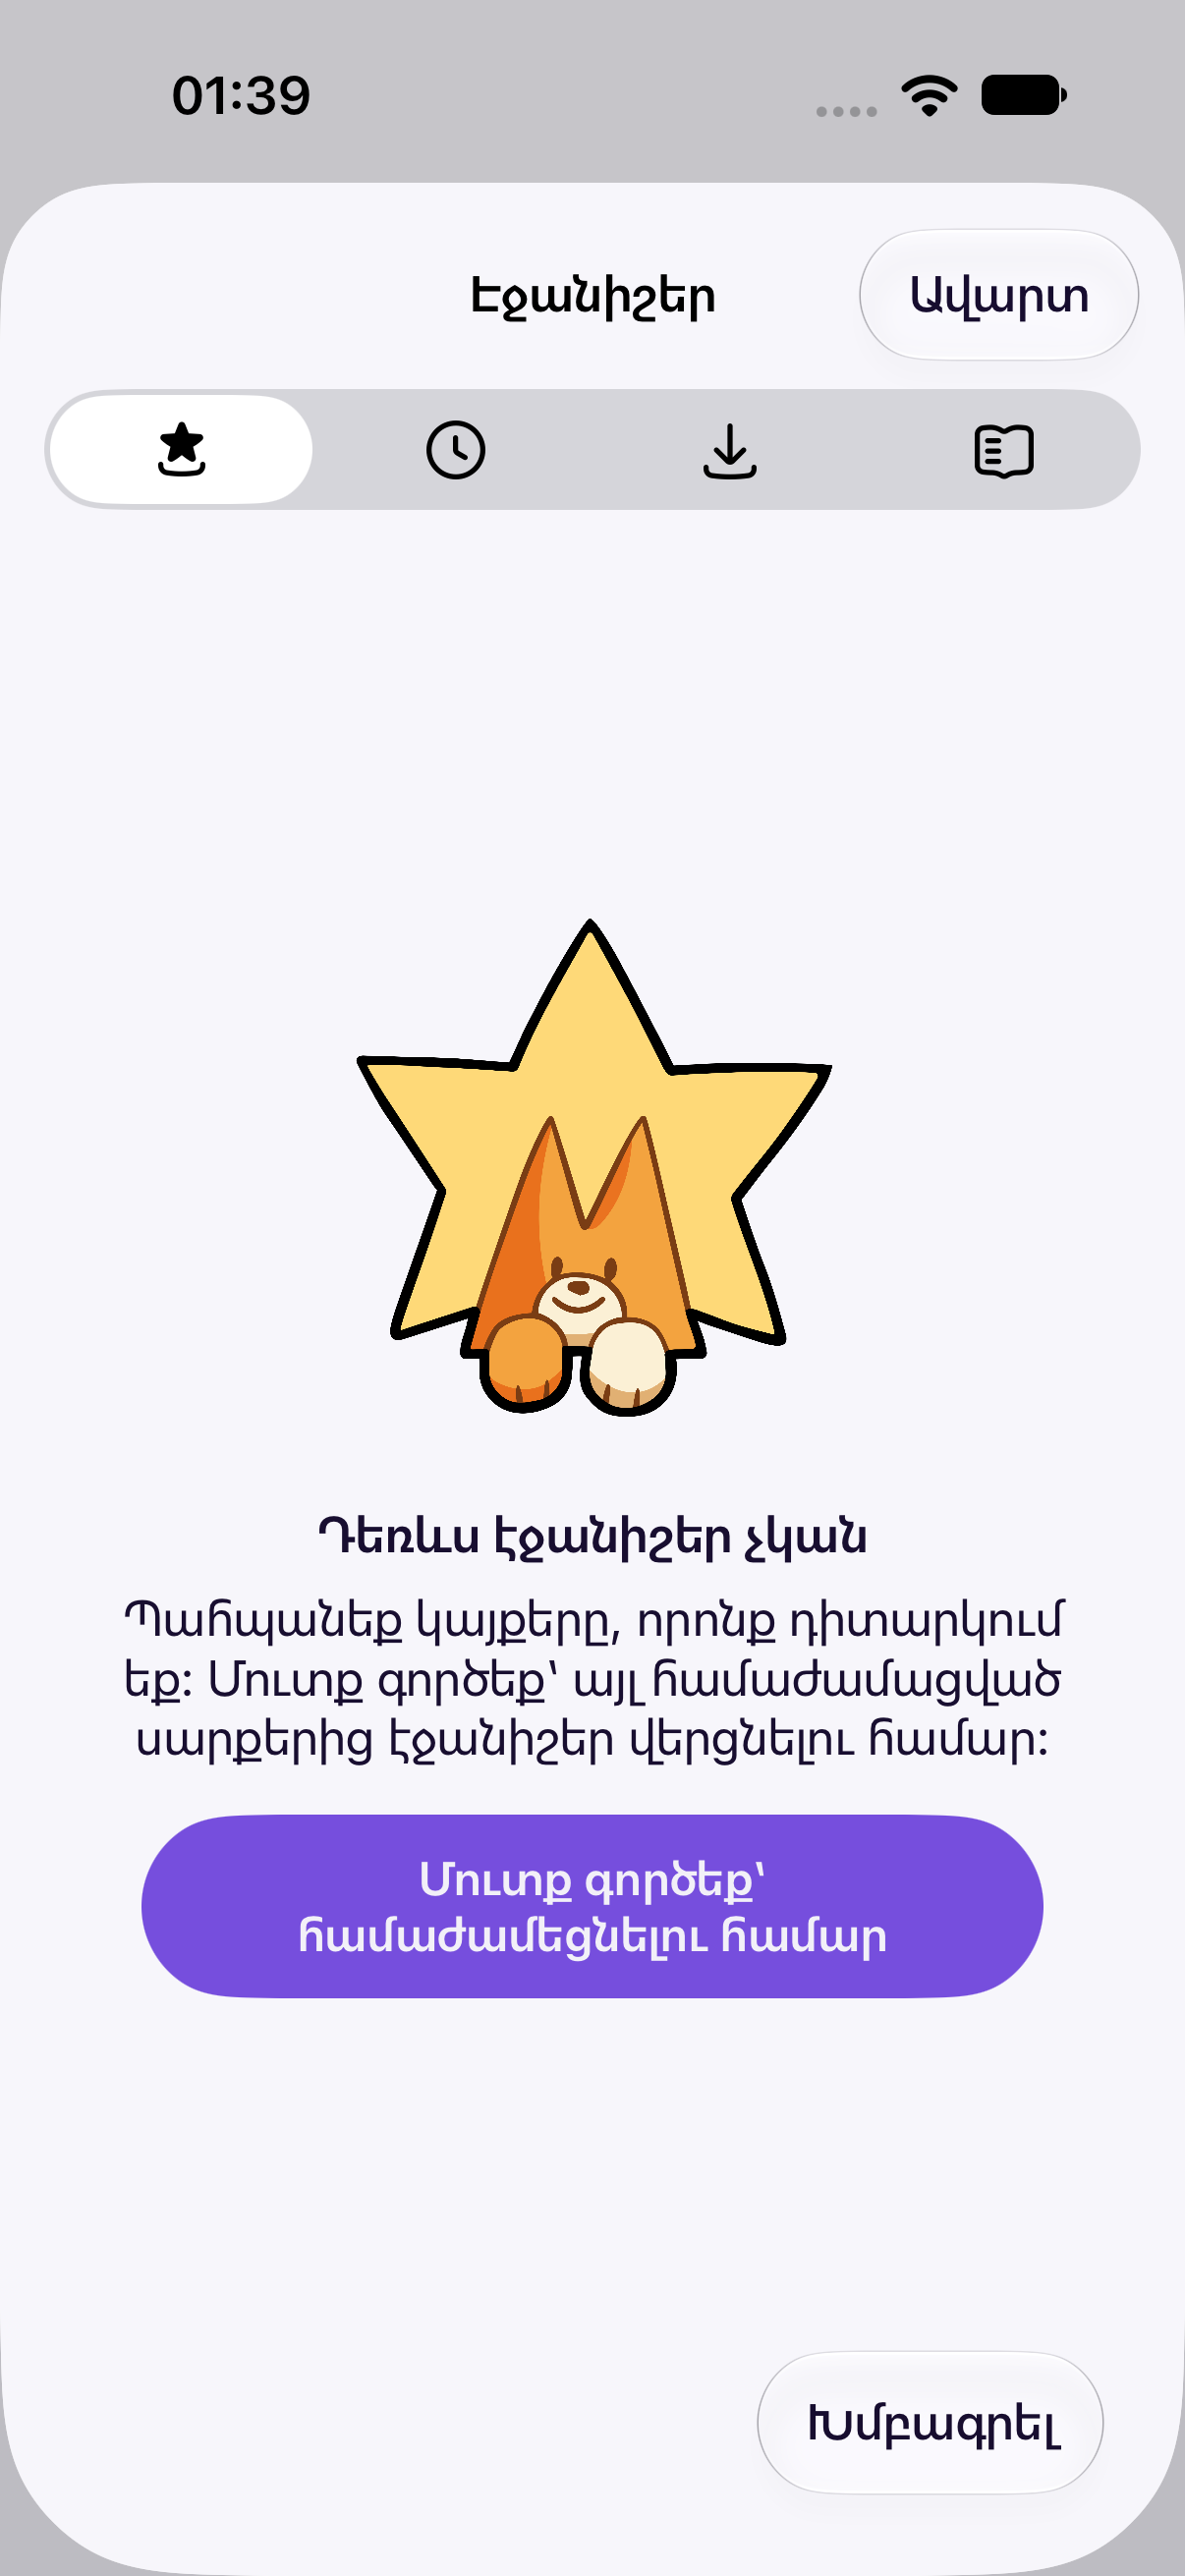 01:39
Էջանիշեր
Ավարտ
Դեռևս էջանիշեր չկան
Պահպանեք կայքերը, որոնք դիտարկում
եք: Մուտք գործեք՝ այլ համաժամացված
սարքերից էջանիշեր վերցնելու համար:
Մուտք գործեք՝
համաժամեցնելու համար
Խմբագրել